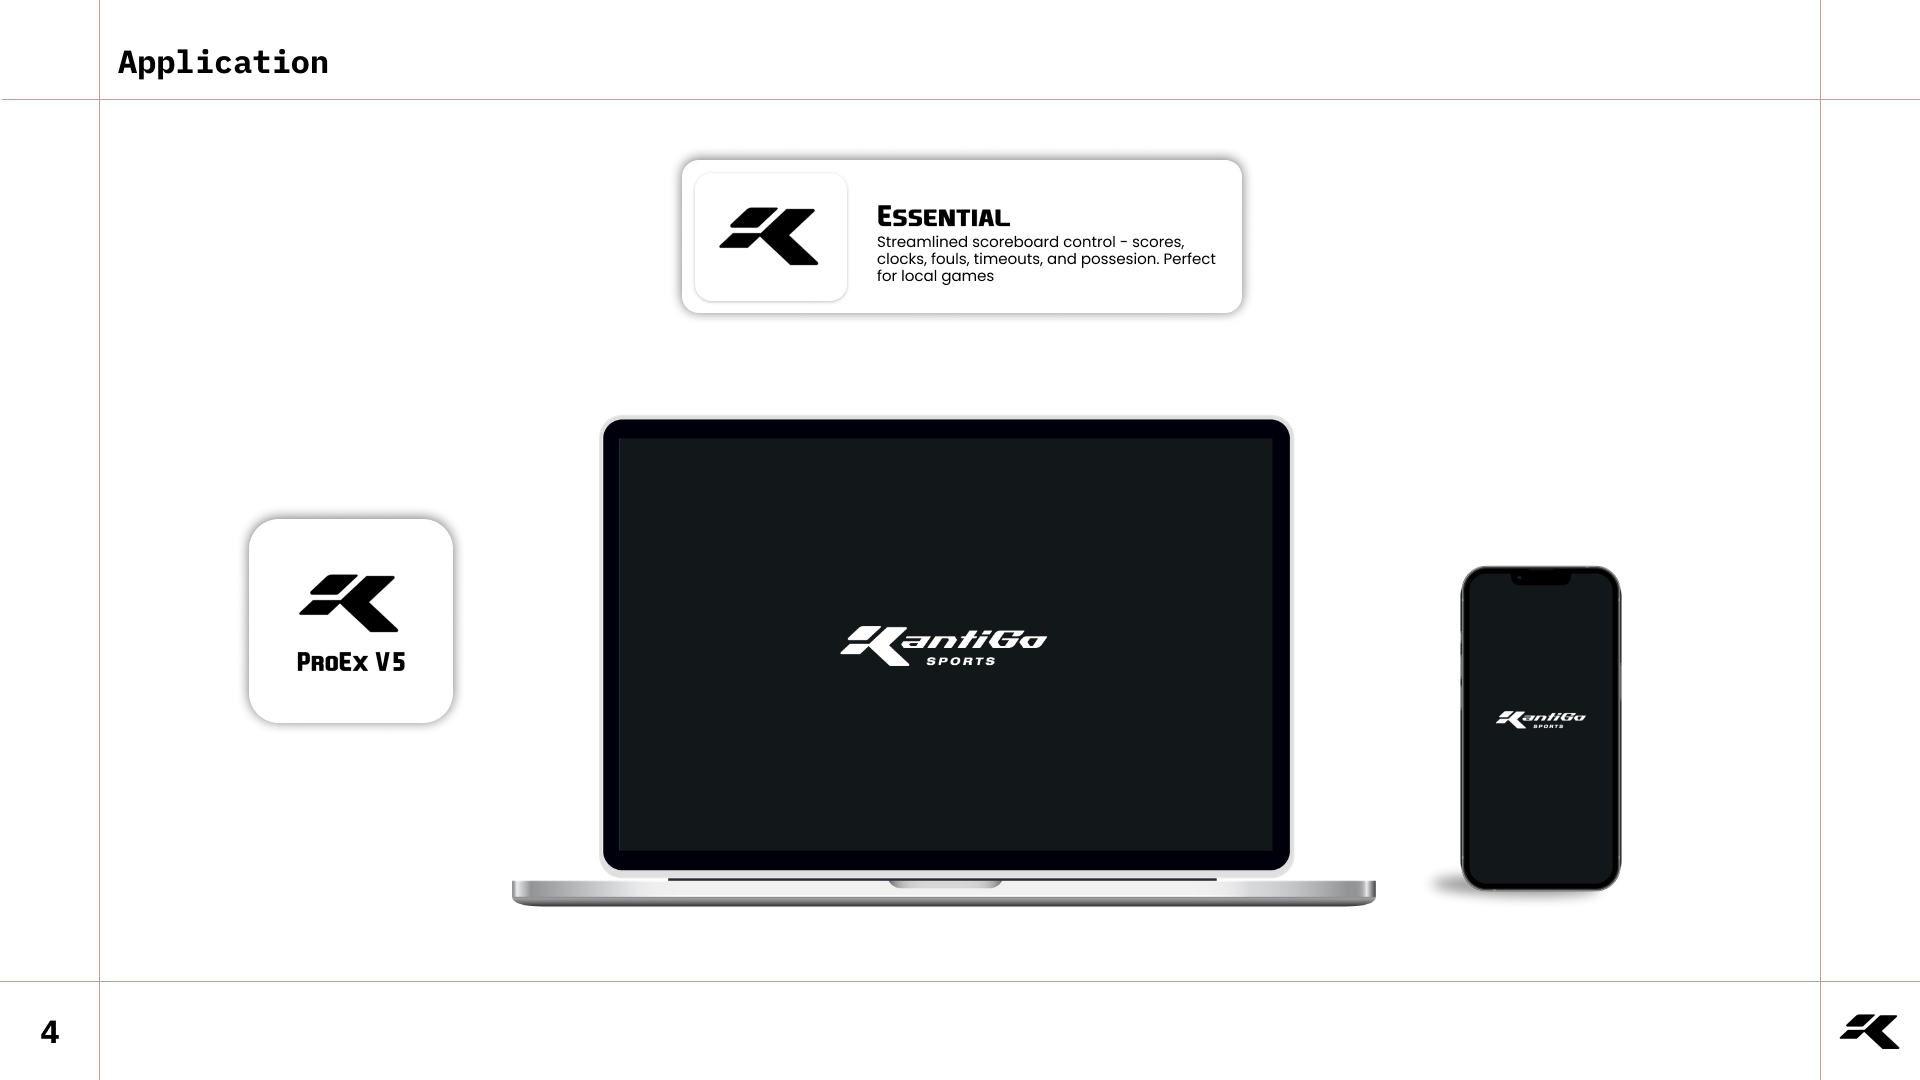 Application
Essential
Streamlined scoreboard control - scores,
clocks, fouls, timeouts, and possesion. Perfect
for local games
ProEx V5
KantiGo
SPORTS
KantiGo
SPORTS
4